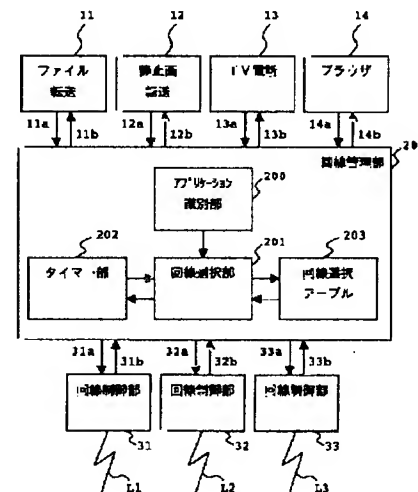 11 12 13 14
ファイル 転送
静止画 転送
TV電話
ブラウザ
11a 11b 12a 12b 13a 13b 14a 14b
回線管理部 20
アプリケーション 識別部 200
202 201 203
タイマー部
回線選択部
回線選択 テーブル
31a 31b 32a 32b 33a 33b
回線制御部 回線制御部 回線制御部
31 32 33
L1 L2 L3